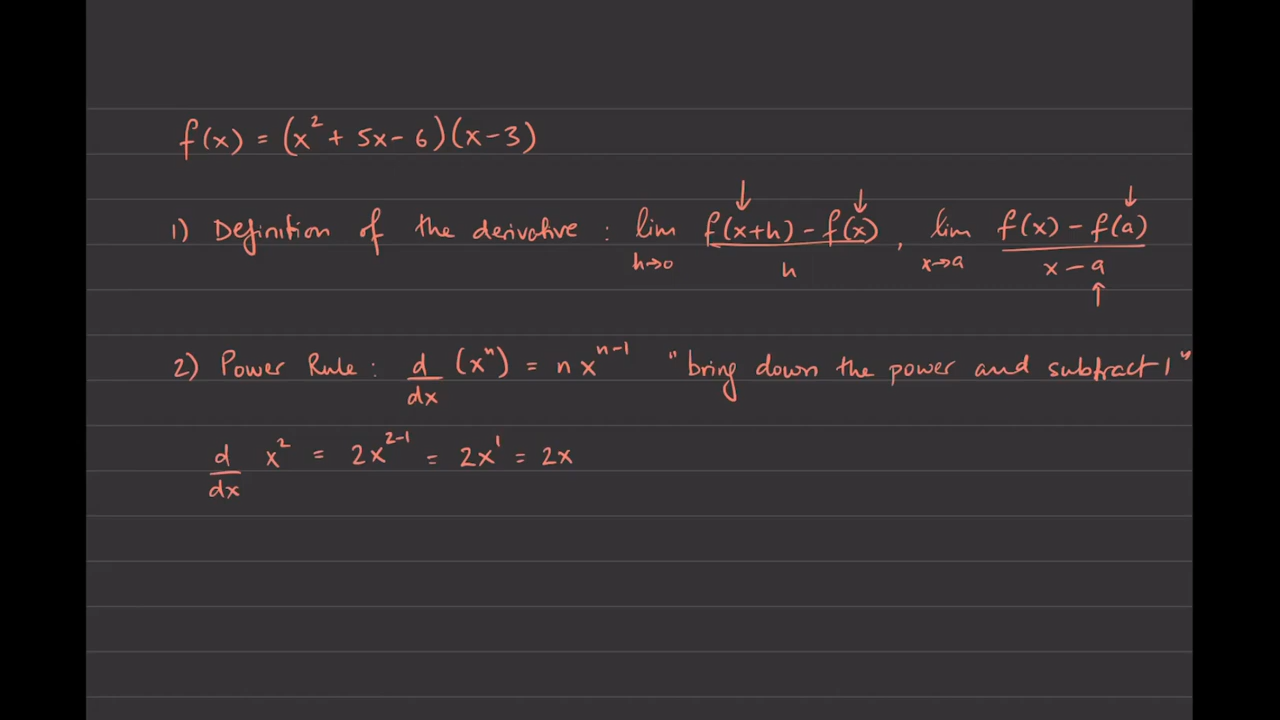 f(x) = (x² + 5x - 6)(x - 3)
1) Definition of the derivative : lim h→0 f(x+h) - f(x) / h , lim x→a f(x) - f(a) / x - a
2) Power Rule : d/dx (xⁿ) = n xⁿ⁻¹ "bring down the power and subtract 1"
d/dx x² = 2x²⁻¹ = 2x¹ = 2x